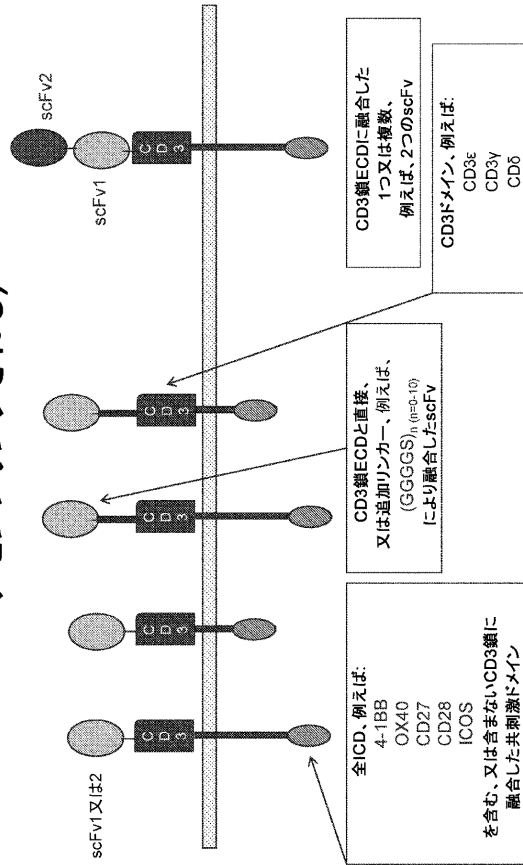 scFv2
scFv1
scFv1又は2
C D 3
C D 3
C D 3
C D 3
C D 3
CD3鎖ECDに融合した
1つ又は複数、
例えば、2つのscFv
CD3ドメイン、例えば:
CD3ε
CD3γ
CDδ
CD3鎖ECDと直接、
又は追加リンカー、例えば、
(GGGGS)n (n=0-10)
により融合したscFv
全ICD、例えば:
4-1BB
OX40
CD27
CD28
ICOS
を含む、又は含まないCD3鎖に
融合した共刺激ドメイン